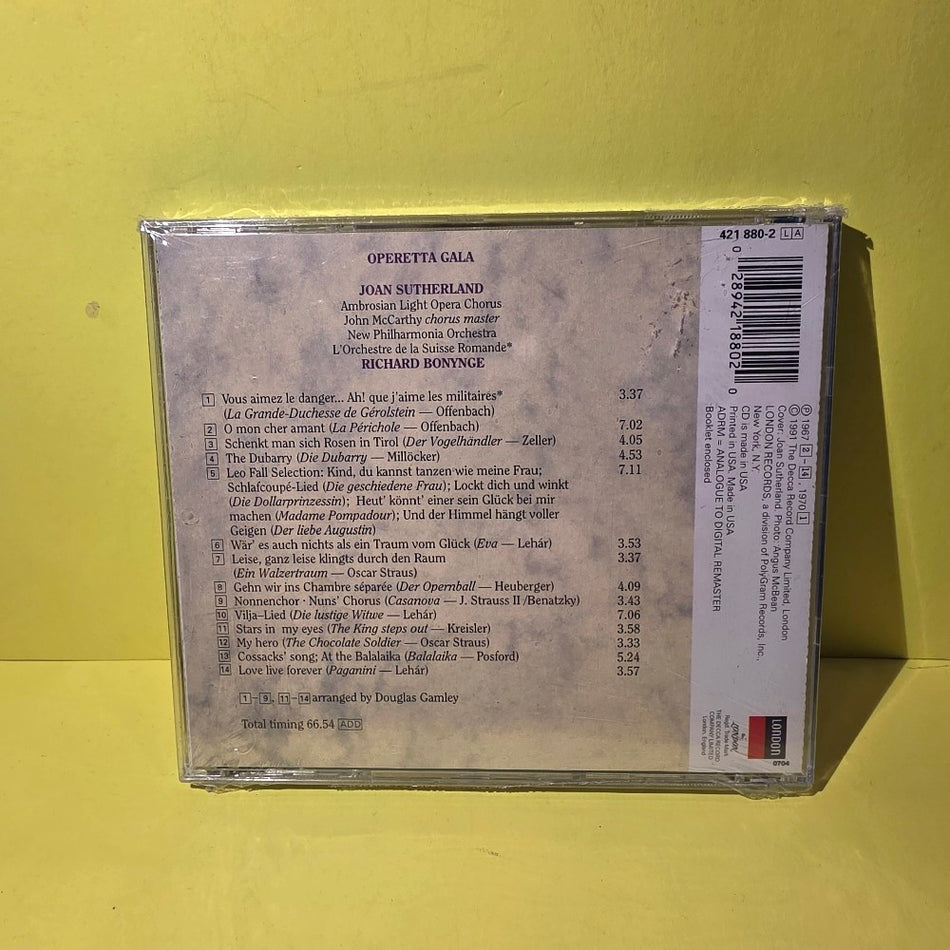 OPERETTA GALA
JOAN SUTHERLAND
Ambrosian Light Opera Chorus
John McCarthy chorus master
New Philharmonia Orchestra
L'Orchestre de la Suisse Romande*
RICHARD BONYNGE
1 Vous aimez le danger... Ah! que j'aime les militaires* 3.37
(La Grande-Duchesse de Gérolstein — Offenbach)
2 O mon cher amant (La Périchole — Offenbach) 7.02
3 Schenkt man sich Rosen in Tirol (Der Vogelhändler — Zeller) 4.05
4 The Dubarry (Die Dubarry — Millöcker) 4.53
5 Leo Fall Selection: Kind, du kannst tanzen wie meine Frau; 7.11
Schlafcoupé-Lied (Die geschiedene Frau); Lockt dich und winkt
(Die Dollarprinzessin); Heut' könnt' einer sein Glück bei mir
machen (Madame Pompadour); Und der Himmel hängt voller
Geigen (Der liebe Augustin)
6 Wär' es auch nichts als ein Traum vom Glück (Eva — Lehár) 3.53
7 Leise, ganz leise klingts durch den Raum 3.37
(Ein Walzertraum — Oscar Straus)
8 Gehn wir ins Chambre séparée (Der Opernball — Heuberger) 4.09
9 Nonnenchor · Nuns' Chorus (Casanova — J. Strauss II /Benatzky) 3.43
10 Vilja–Lied (Die lustige Witwe — Lehár) 7.06
11 Stars in my eyes (The King steps out — Kreisler) 3.58
12 My hero (The Chocolate Soldier — Oscar Straus) 3.33
13 Cossacks' song; At the Balalaika (Balalaika — Posford) 5.24
14 Love live forever (Paganini — Lehár) 3.57
1–9, 11–14 arranged by Douglas Gamley
Total timing 66.54 ADD
421 880-2 LA
0 28942 18802 0
Ⓟ 1967 2–14, 1970 1
© 1991 The Decca Record Company Limited, London
Cover: Joan Sutherland. Photo: Angus McBean
LONDON RECORDS, a division of PolyGram Records, Inc.,
New York, N.Y.
CD is made in USA
Printed in USA. Made in USA
ADRM = ANALOGUE TO DIGITAL REMASTER
Booklet enclosed
LONDON
LONDON
Regd. Trade Mark
THE DECCA RECORD
COMPANY LIMITED
London, England
0704